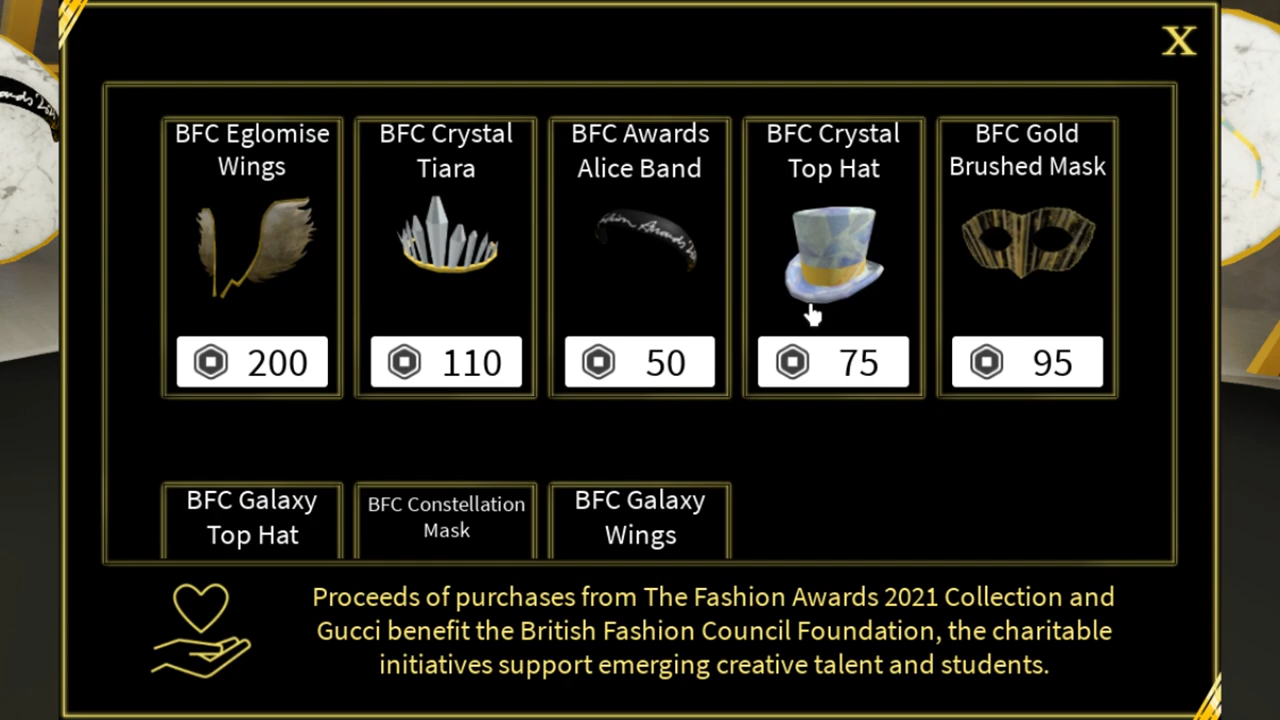 X
BFC Eglomise
Wings
BFC Crystal
Tiara
BFC Awards
Alice Band
BFC Crystal
Top Hat
BFC Gold
Brushed Mask
200
110
50
75
95
BFC Galaxy
Top Hat
BFC Constellation
Mask
BFC Galaxy
Wings
Proceeds of purchases from The Fashion Awards 2021 Collection and
Gucci benefit the British Fashion Council Foundation, the charitable
initiatives support emerging creative talent and students.